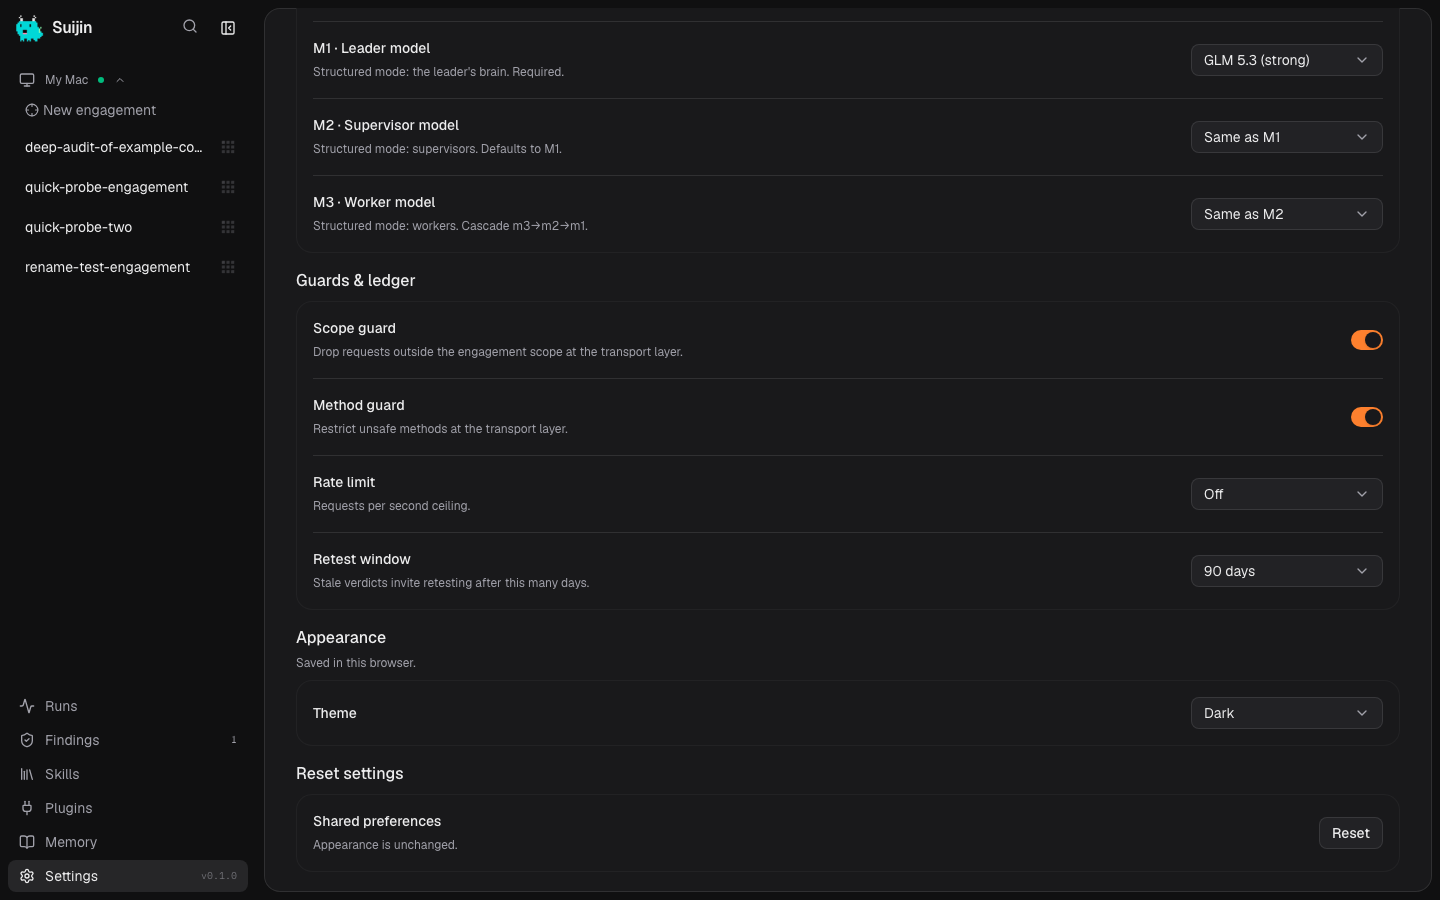 Suijin
My Mac
New engagement
deep-audit-of-example-co...
quick-probe-engagement
quick-probe-two
rename-test-engagement
Runs
Findings 1
Skills
Plugins
Memory
Settings v0.1.0
M1 · Leader model
Structured mode: the leader's brain. Required.
GLM 5.3 (strong)
M2 · Supervisor model
Structured mode: supervisors. Defaults to M1.
Same as M1
M3 · Worker model
Structured mode: workers. Cascade m3→m2→m1.
Same as M2
Guards & ledger
Scope guard
Drop requests outside the engagement scope at the transport layer.
Method guard
Restrict unsafe methods at the transport layer.
Rate limit
Requests per second ceiling.
Off
Retest window
Stale verdicts invite retesting after this many days.
90 days
Appearance
Saved in this browser.
Theme
Dark
Reset settings
Shared preferences
Appearance is unchanged.
Reset